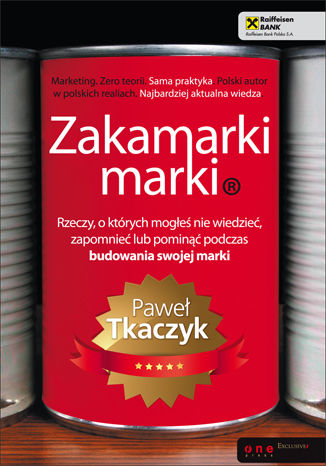 Raiffeisen
BANK
Raiffeisen Bank Polska S.A.
Marketing. Zero teorii. Sama praktyka. Polski autor
w polskich realiach. Najbardziej aktualna wiedza.
Zakamarki
marki®
Rzeczy, o których mogłeś nie wiedzieć,
zapomnieć lub pominąć podczas
budowania swojej marki
Paweł
Tkaczyk
one
press
EXCLUSIVE